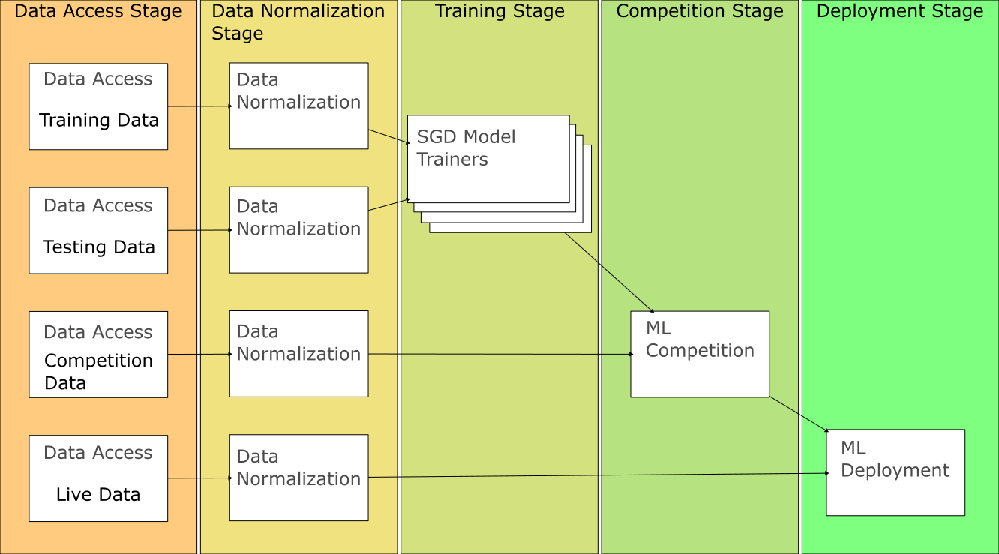 Data Access Stage
Data Normalization
Stage
Training Stage
Competition Stage
Deployment Stage
Data Access
Training Data
Data
Normalization
SGD Model
Trainers
Data Access
Testing Data
Data
Normalization
Data Access
Competition
Data
Data
Normalization
ML
Competition
Data Access
Live Data
Data
Normalization
ML
Deployment